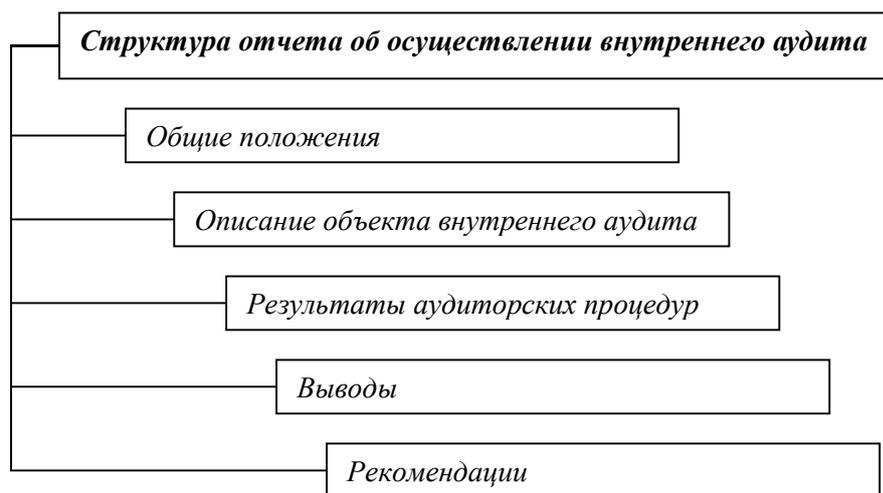 Структура отчета об осуществлении внутреннего аудита
Общие положения
Описание объекта внутреннего аудита
Результаты аудиторских процедур
Выводы
Рекомендации